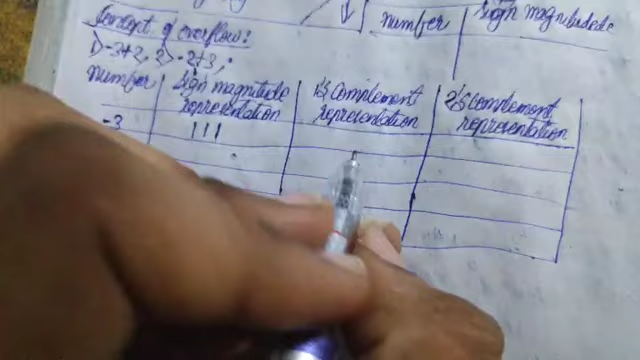 number
sign magnitude
concept of overflow:
1) -3+2, 2) -2+3,
number
sign magnitude
representation
1's complement
representation
2's complement
representation
-3
111